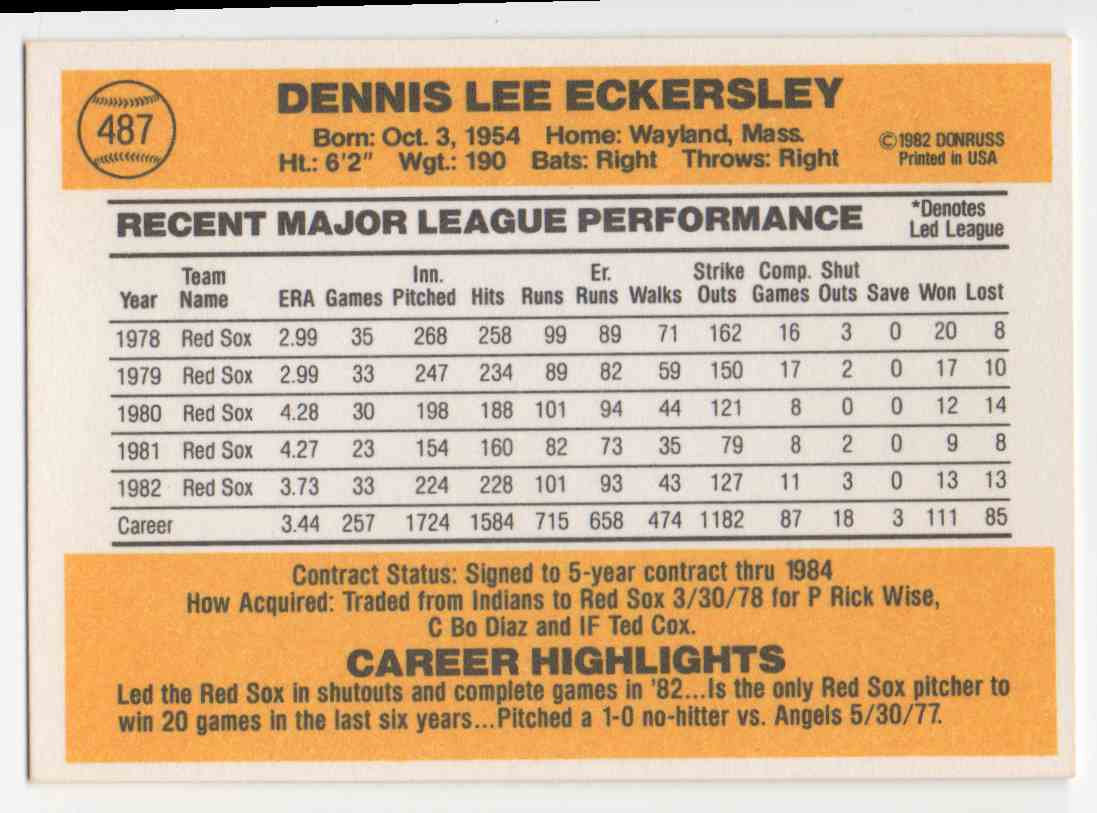 487
DENNIS LEE ECKERSLEY
Born: Oct. 3, 1954 Home: Wayland, Mass.
Ht.: 6'2" Wgt.: 190 Bats: Right Throws: Right
©1982 DONRUSS
Printed in USA
RECENT MAJOR LEAGUE PERFORMANCE
*Denotes
Led League
Year Team Name ERA Games Inn. Pitched Hits Runs Er. Runs Walks Strike Outs Comp. Games Shut Outs Save Won Lost
1978 Red Sox 2.99 35 268 258 99 89 71 162 16 3 0 20 8
1979 Red Sox 2.99 33 247 234 89 82 59 150 17 2 0 17 10
1980 Red Sox 4.28 30 198 188 101 94 44 121 8 0 0 12 14
1981 Red Sox 4.27 23 154 160 82 73 35 79 8 2 0 9 8
1982 Red Sox 3.73 33 224 228 101 93 43 127 11 3 0 13 13
Career 3.44 257 1724 1584 715 658 474 1182 87 18 3 111 85
Contract Status: Signed to 5-year contract thru 1984
How Acquired: Traded from Indians to Red Sox 3/30/78 for P Rick Wise,
C Bo Diaz and IF Ted Cox.
CAREER HIGHLIGHTS
Led the Red Sox in shutouts and complete games in '82...Is the only Red Sox pitcher to
win 20 games in the last six years...Pitched a 1-0 no-hitter vs. Angels 5/30/77.